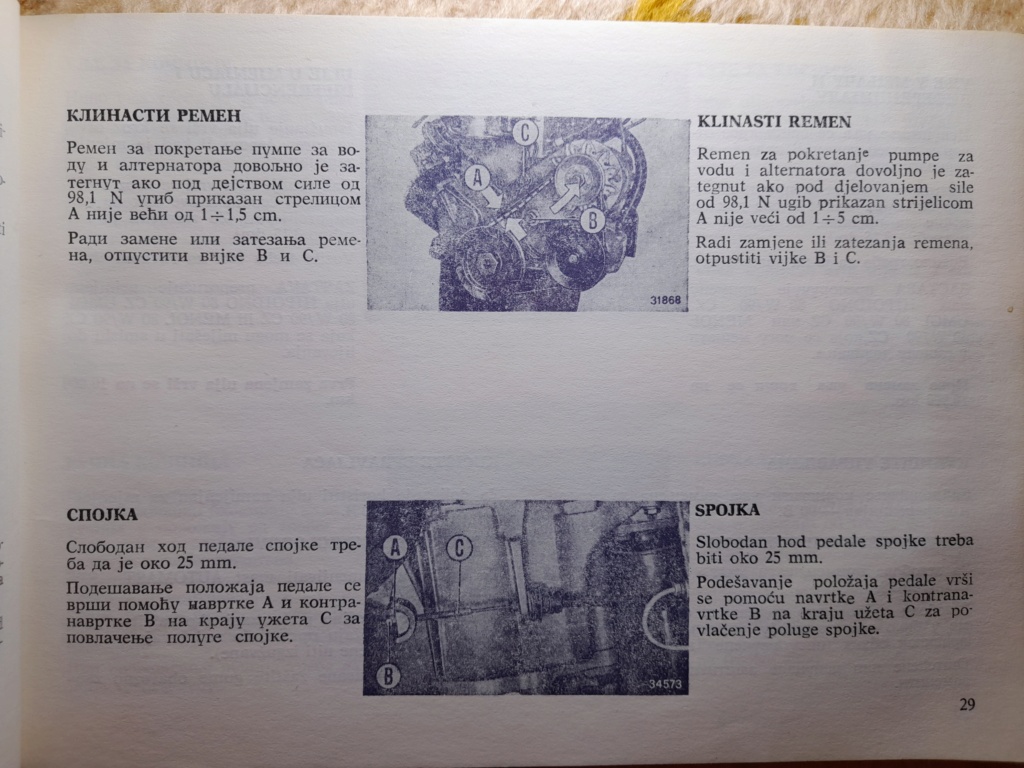 КЛИНАСТИ РЕМЕН
Ремен за покретање пумпе за во-
ду и алтернатора довољно је за-
тегнут ако под дејством силе од
98,1 N угиб приказан стрелицом
А није већи од 1÷1,5 cm.
Ради замене или затезања реме-
на, отпустити вијке В и С.
C
A
B
31868
KLINASTI REMEN
Remen za pokretanje pumpe za
vodu i alternatora dovoljno je za-
tegnut ako pod djelovanjem sile
od 98,1 N ugib prikazan strijelicom
A nije veći od 1÷5 cm.
Radi zamjene ili zatezanja remena,
otpustiti vijke B i C.
СПОЈКА
Слободан ход педале спојке тре-
ба да је око 25 mm.
Подешавање положаја педале се
врши помоћу навртке А и контра-
навртке В на крају ужета С за
повлачење полуге спојке.
A
C
B
34573
SPOJKA
Slobodan hod pedale spojke treba
biti oko 25 mm.
Podešavanje položaja pedale vrši
se pomoću navrtke A i kontrana-
vrtke B na kraju užeta C za po-
vlačenje poluge spojke.
29